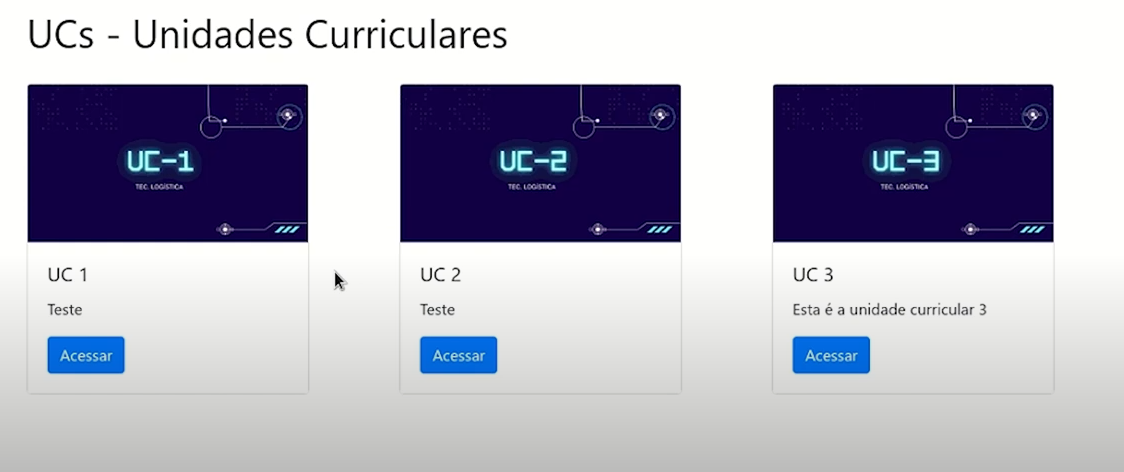 UCs - Unidades Curriculares
UC-1
TEC. LOGÍSTICA
UC 1
Teste
Acessar
UC-2
TEC. LOGÍSTICA
UC 2
Teste
Acessar
UC-3
TEC. LOGÍSTICA
UC 3
Esta é a unidade curricular 3
Acessar